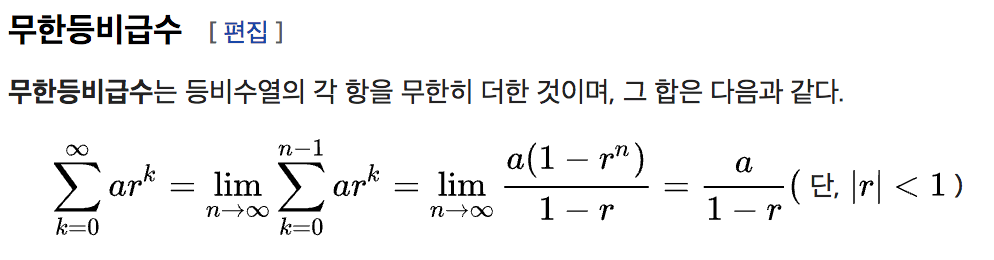 무한등비급수 [ 편집 ]
무한등비급수는 등비수열의 각 항을 무한히 더한 것이며, 그 합은 다음과 같다.
\sum_{k=0}^{\infty} ar^k = \lim_{n \to \infty} \sum_{k=0}^{n-1} ar^k = \lim_{n \to \infty} \frac{a(1-r^n)}{1-r} = \frac{a}{1-r} ( 단, |r| < 1 )